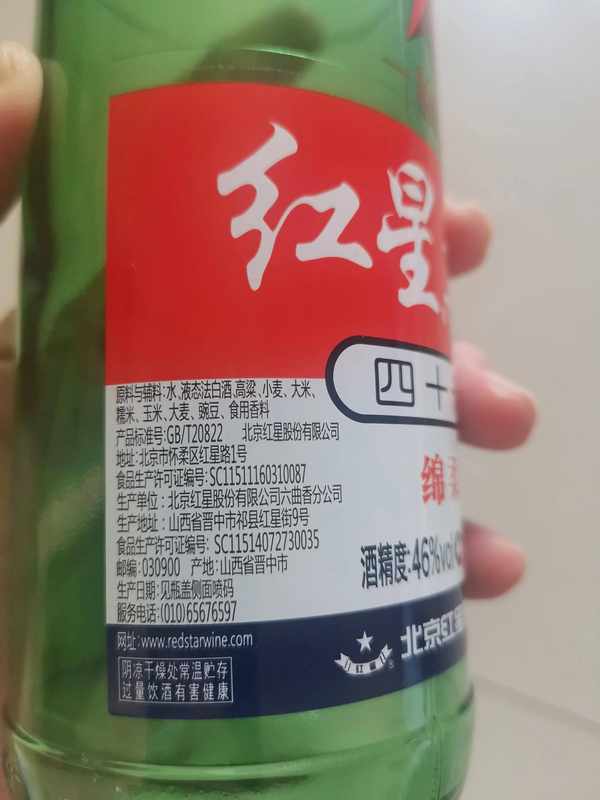 红星
四十
绵柔
酒精度:46%vol
原料与辅料:水、液态法白酒、高粱、小麦、大米、
糯米、玉米、大麦、豌豆、食用香料
产品标准号:GB/T20822 北京红星股份有限公司
地址:北京市怀柔区红星路1号
食品生产许可证编号:SC11511160310087
生产单位:北京红星股份有限公司六曲香分公司
生产地址:山西省晋中市祁县红星街9号
食品生产许可证编号:SC11514072730035
邮编:030900 产地:山西省晋中市
生产日期:见瓶盖侧面喷码
服务电话:(010)65676597
网址:www.redstarwine.com
阴凉干燥处常温贮存
过量饮酒有害健康
红星
北京红星